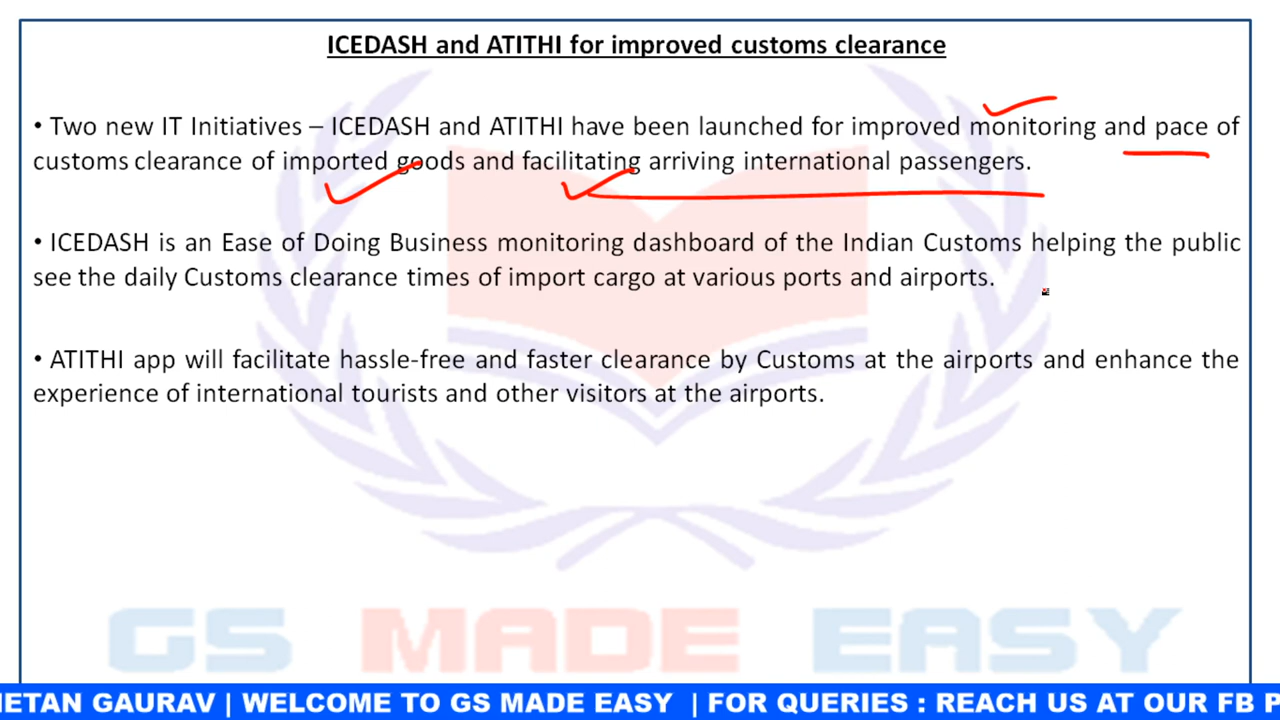 ICEDASH and ATITHI for improved customs clearance
• Two new IT Initiatives – ICEDASH and ATITHI have been launched for improved monitoring and pace of
customs clearance of imported goods and facilitating arriving international passengers.
• ICEDASH is an Ease of Doing Business monitoring dashboard of the Indian Customs helping the public
see the daily Customs clearance times of import cargo at various ports and airports.
• ATITHI app will facilitate hassle-free and faster clearance by Customs at the airports and enhance the
experience of international tourists and other visitors at the airports.
GS MADE EASY
HETAN GAURAV | WELCOME TO GS MADE EASY | FOR QUERIES : REACH US AT OUR FB P